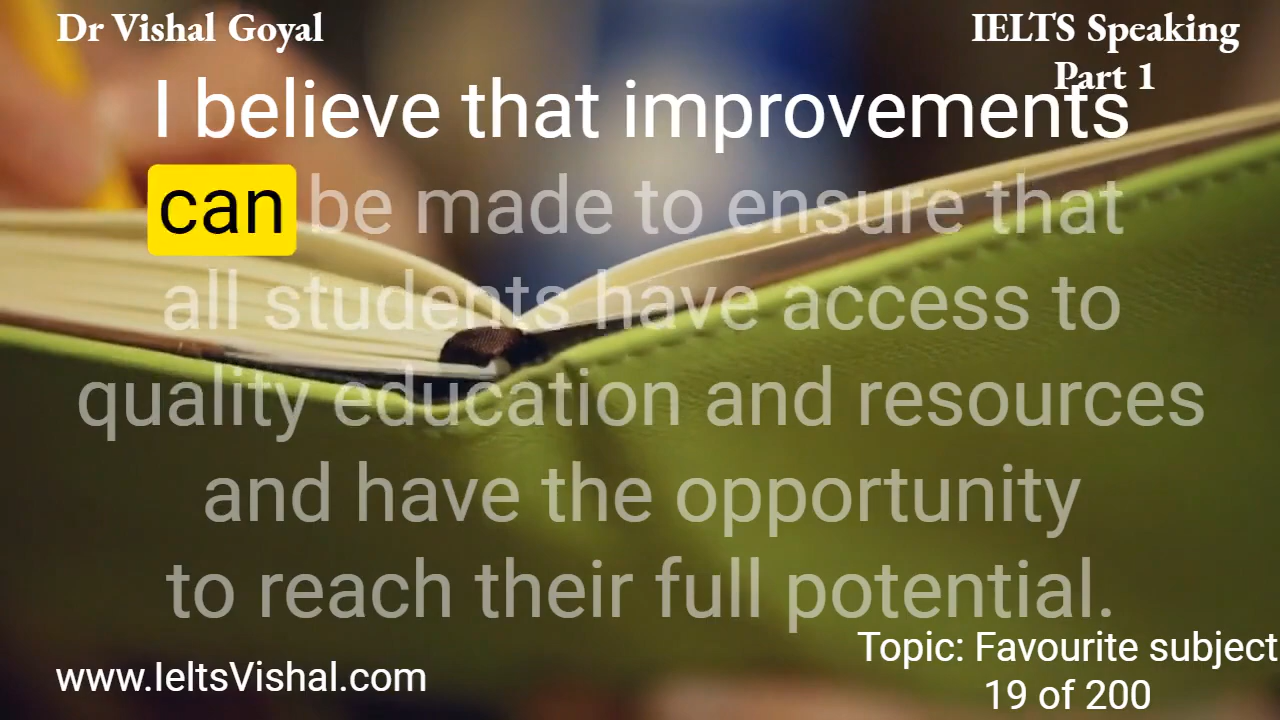 Dr Vishal Goyal
IELTS Speaking
Part 1
I believe that improvements
can be made to ensure that
all students have access to
quality education and resources
and have the opportunity
to reach their full potential.
Topic: Favourite subject
19 of 200
www.IeltsVishal.com